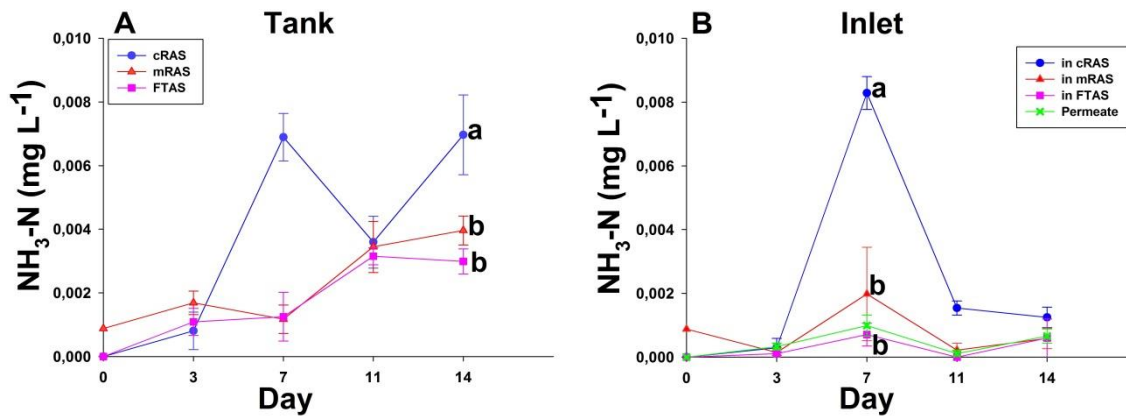 A Tank
NH3-N (mg L-1)
0,010
0,008
0,006
0,004
0,002
0,000
cRAS
mRAS
FTAS
a
b
b
0 3 7 11 14
Day
B Inlet
NH3-N (mg L-1)
0,010
0,008
0,006
0,004
0,002
0,000
in cRAS
in mRAS
in FTAS
Permeate
a
b
b
0 3 7 11 14
Day